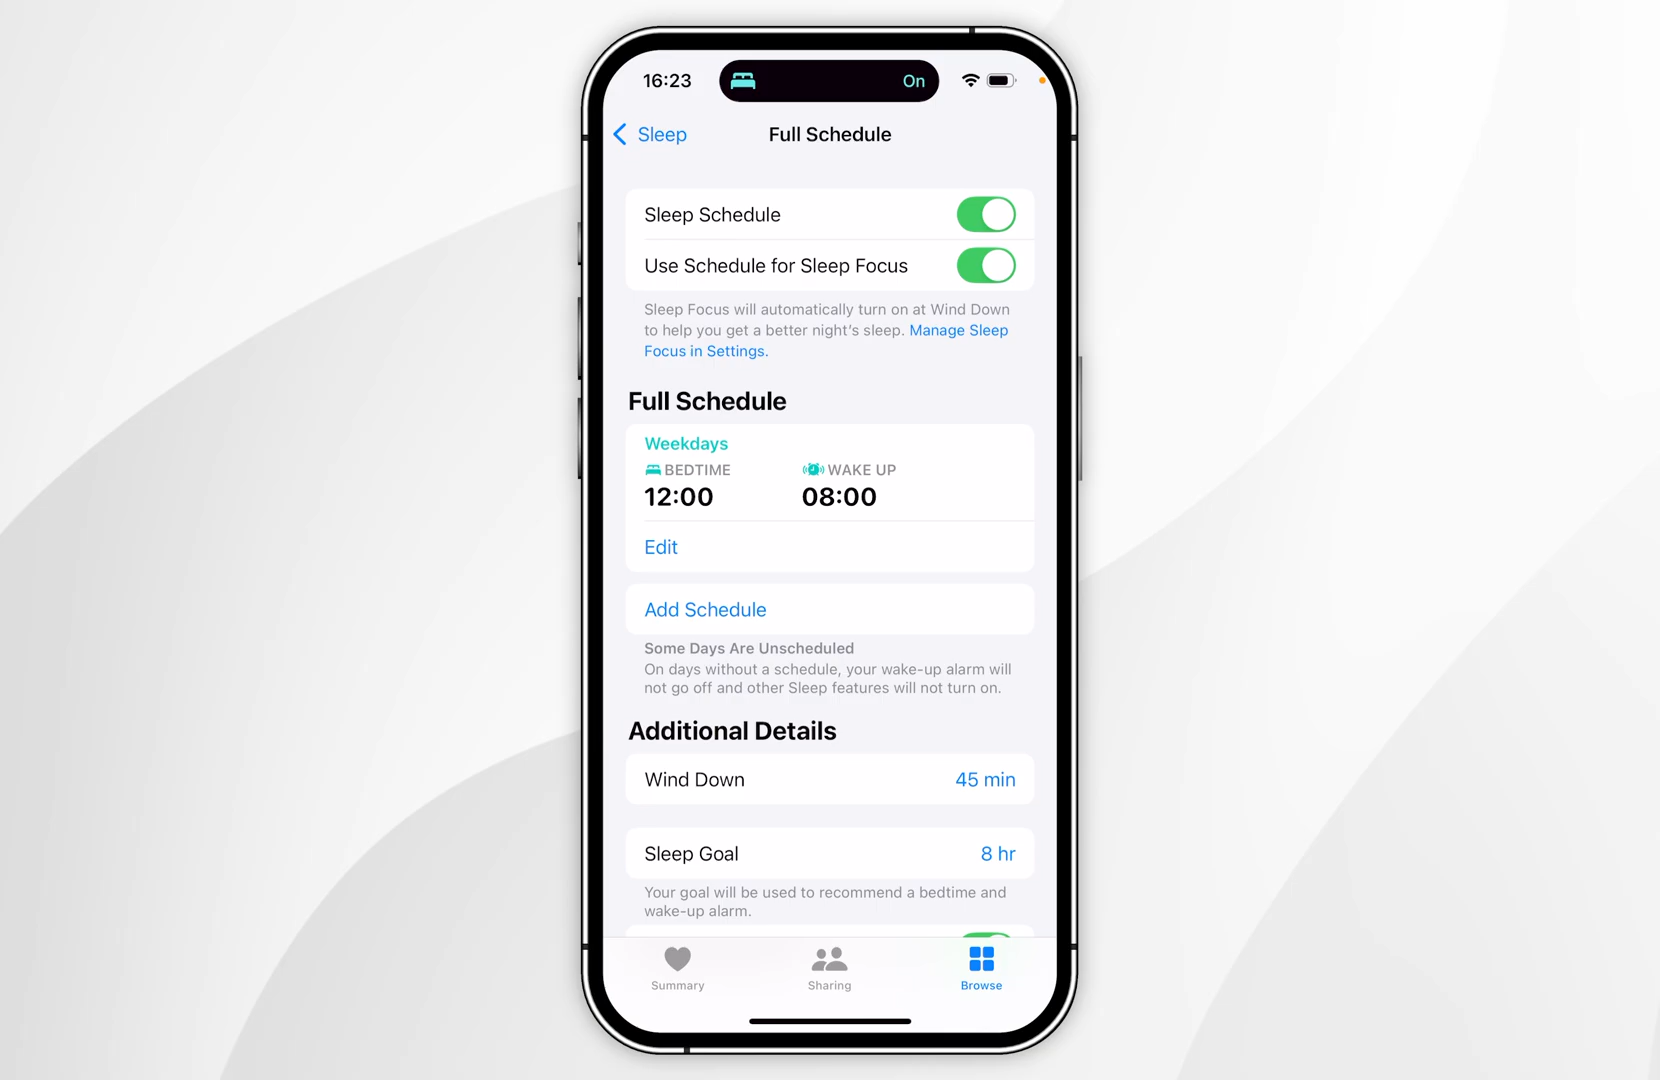 16:23
On
Sleep
Full Schedule
Sleep Schedule
Use Schedule for Sleep Focus
Sleep Focus will automatically turn on at Wind Down
to help you get a better night's sleep. Manage Sleep
Focus in Settings.
Full Schedule
Weekdays
BEDTIME WAKE UP
12:00 08:00
Edit
Add Schedule
Some Days Are Unscheduled
On days without a schedule, your wake-up alarm will
not go off and other Sleep features will not turn on.
Additional Details
Wind Down 45 min
Sleep Goal 8 hr
Your goal will be used to recommend a bedtime and
wake-up alarm.
Summary Sharing Browse